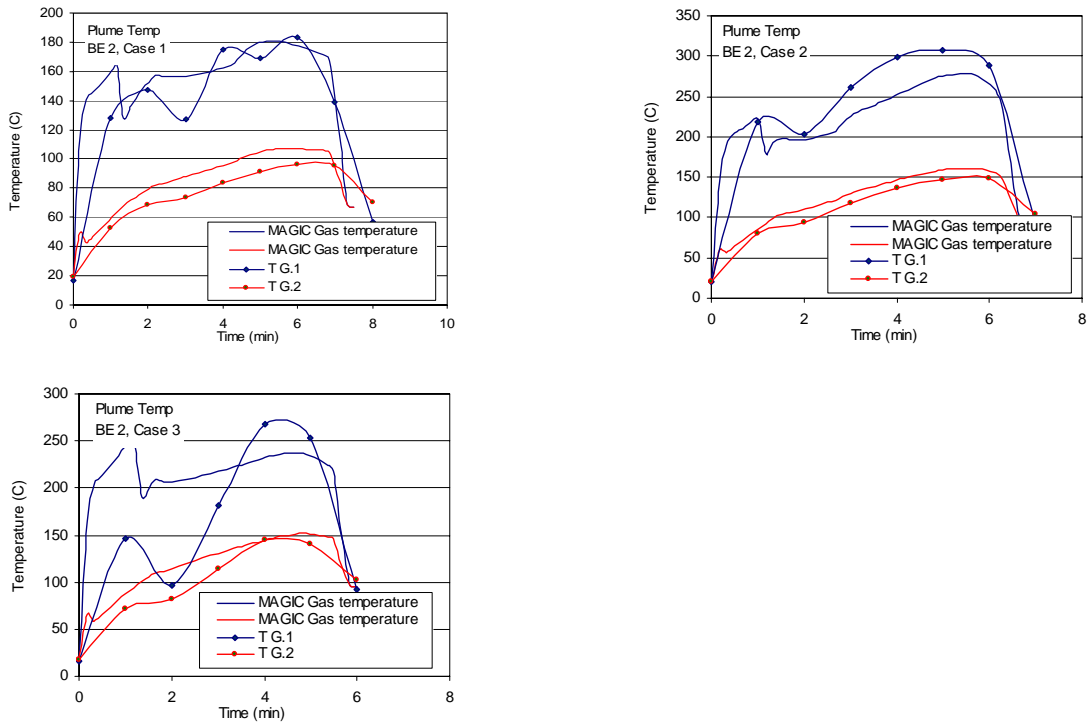 Plume Temp
BE 2, Case 1
Temperature (C)
200
180
160
140
120
100
80
60
40
20
0
0 2 4 6 8 10
Time (min)
MAGIC Gas temperature
MAGIC Gas temperature
T G.1
T G.2
Plume Temp
BE 2, Case 2
Temperature (C)
350
300
250
200
150
100
50
0
0 2 4 6 8
Time (min)
MAGIC Gas temperature
MAGIC Gas temperature
T G.1
T G.2
Plume Temp
BE 2, Case 3
Temperature (C)
300
250
200
150
100
50
0
0 2 4 6 8
Time (min)
MAGIC Gas temperature
MAGIC Gas temperature
T G.1
T G.2